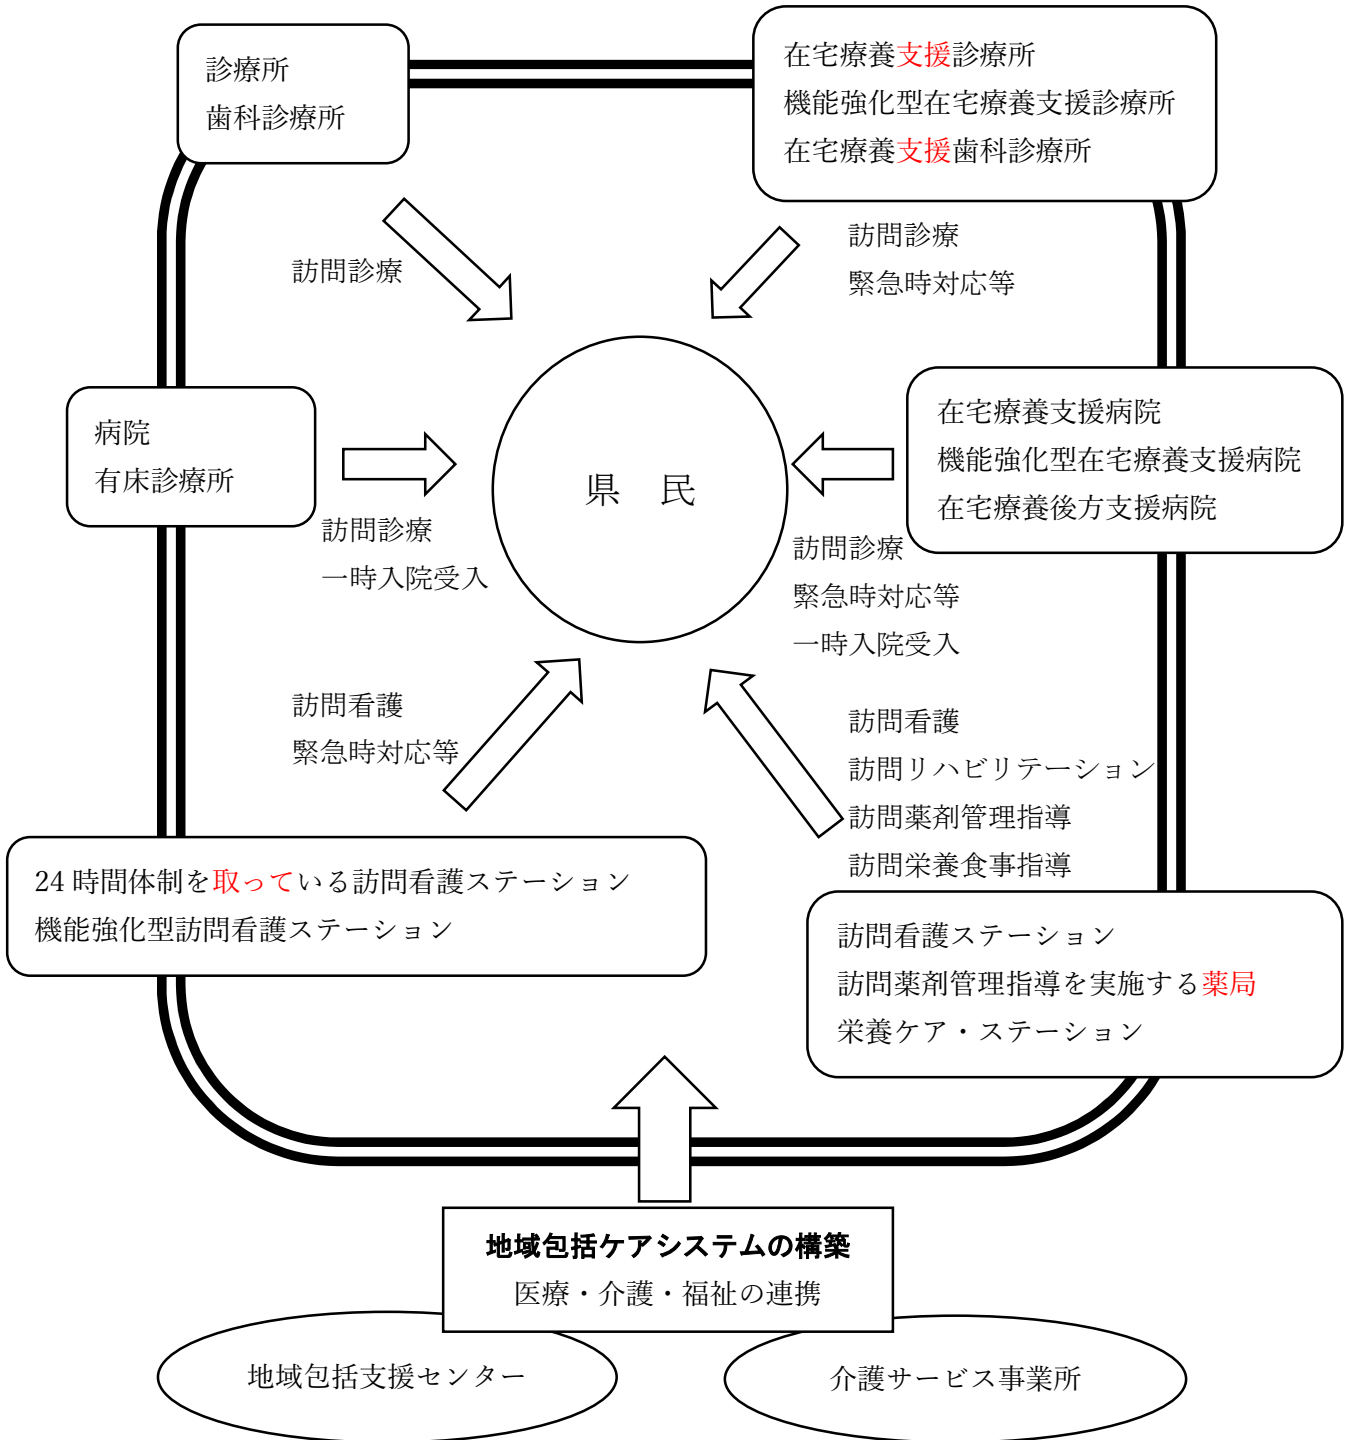 診療所
歯科診療所
在宅療養支援診療所
機能強化型在宅療養支援診療所
在宅療養支援歯科診療所
訪問診療
訪問診療
緊急時対応等
病院
有床診療所
県　民
在宅療養支援病院
機能強化型在宅療養支援病院
在宅療養後方支援病院
訪問診療
一時入院受入
訪問診療
緊急時対応等
一時入院受入
訪問看護
緊急時対応等
訪問看護
訪問リハビリテーション
訪問薬剤管理指導
訪問栄養食事指導
24 時間体制を取っている訪問看護ステーション
機能強化型訪問看護ステーション
訪問看護ステーション
訪問薬剤管理指導を実施する薬局
栄養ケア・ステーション
地域包括ケアシステムの構築
医療・介護・福祉の連携
地域包括支援センター
介護サービス事業所